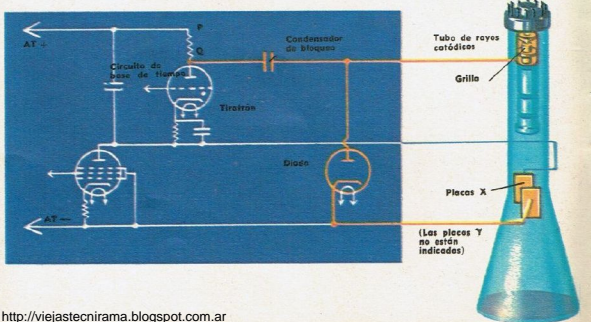 AT +
P
Q
Condensador
de bloqueo
Circuito de
base de tiempo
Tiratrón
Diodo
AT —
Tubo de rayos
catódicos
Grilla
Placas X
(Las placas Y
no están
indicadas)
http://viejastecnirama.blogspot.com.ar